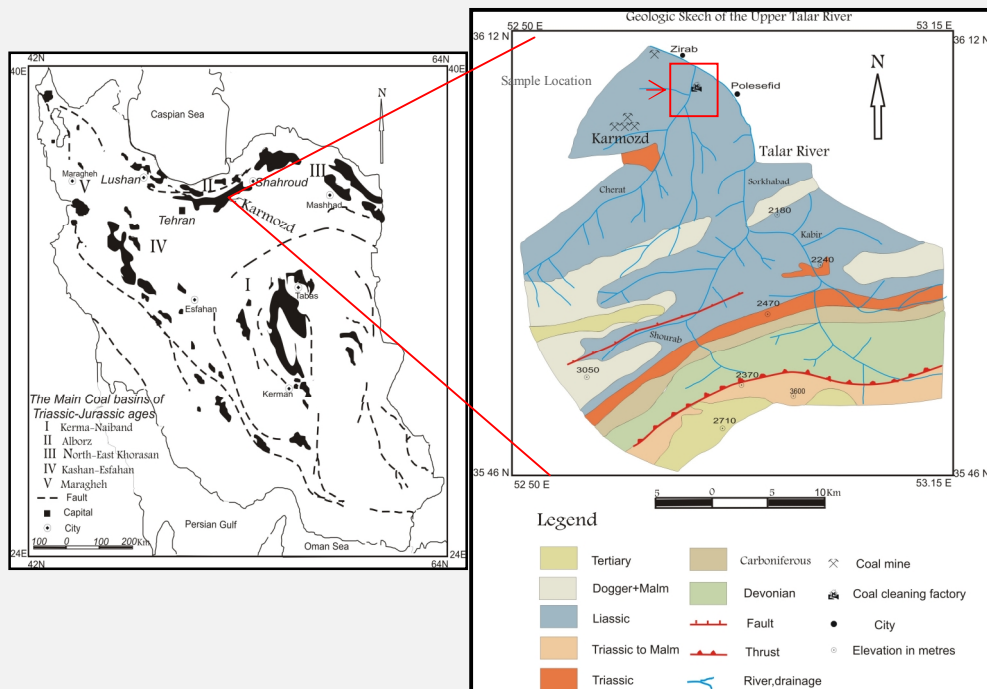 42N
64N
40E
40E
Caspian Sea
N
Maragheh
V
Lushan
II
Shahroud
III
Mashhad
Tehran
Karmozd
IV
I
Tabas
Esfahan
Kerman
The Main Coal basins of
Triassic-Jurassic ages
I Kerma-Naiband
II Alborz
III North-East Khorasan
IV Kashan-Esfahan
V Maragheh
Fault
Capital
City
100 0 100 200Km
Persian Gulf
Oman Sea
24E
24E
42N
64N
Geologic Skech of the Upper Talar River
52 50 E
53 15 E
36 12 N
36 12 N
Zirab
Sample Location
Polesefid
N
Karmozd
Talar River
Cherat
Sorkhabad
2180
Kabir
2240
2470
Shourab
3050
2370
3600
2710
35 46 N
35 46 N
52 50 E
53.15 E
5 0 10Km
Legend
Tertiary
Dogger+Malm
Liassic
Triassic to Malm
Triassic
Carboniferous
Devonian
Fault
Thrust
River,drainage
Coal mine
Coal cleaning factory
City
Elevation in metres